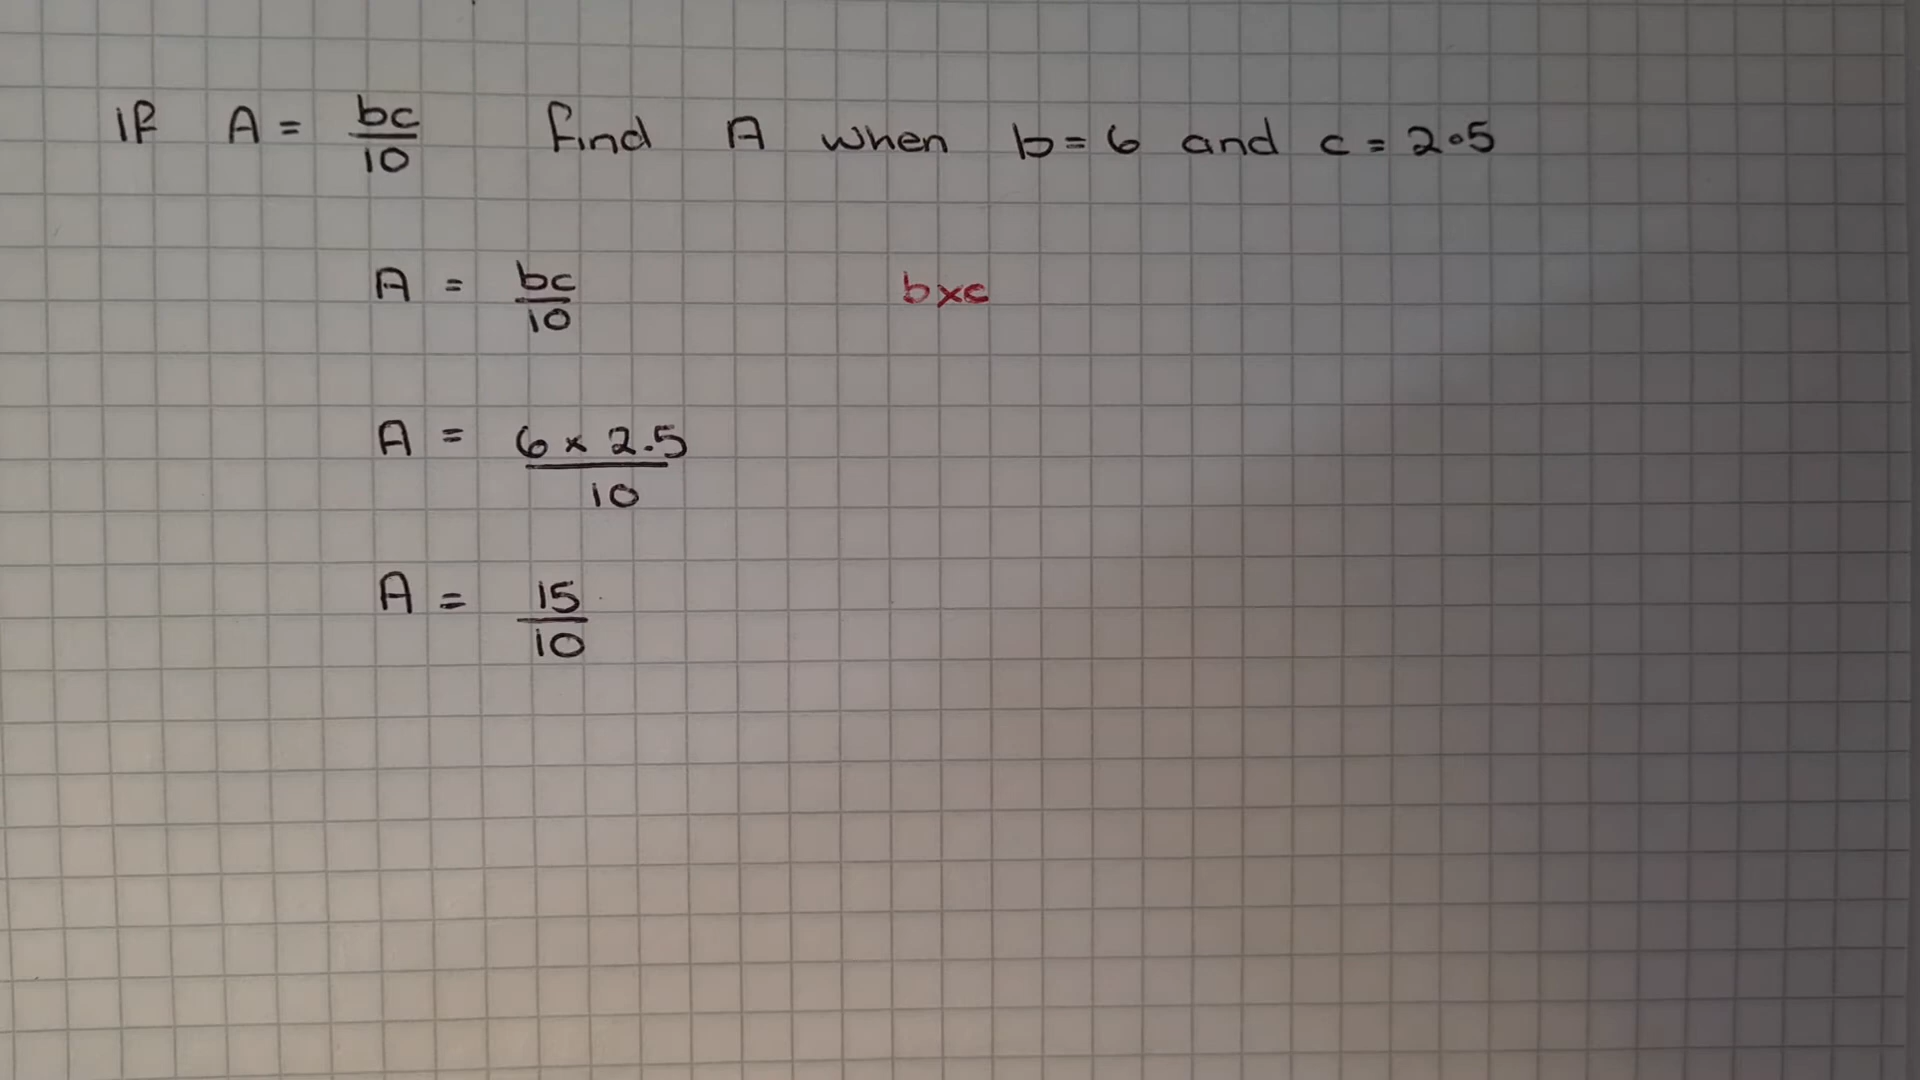 If A = bc/10 find A when b = 6 and c = 2.5
A = bc/10 b×c
A = 6 × 2.5/10
A = 15/10